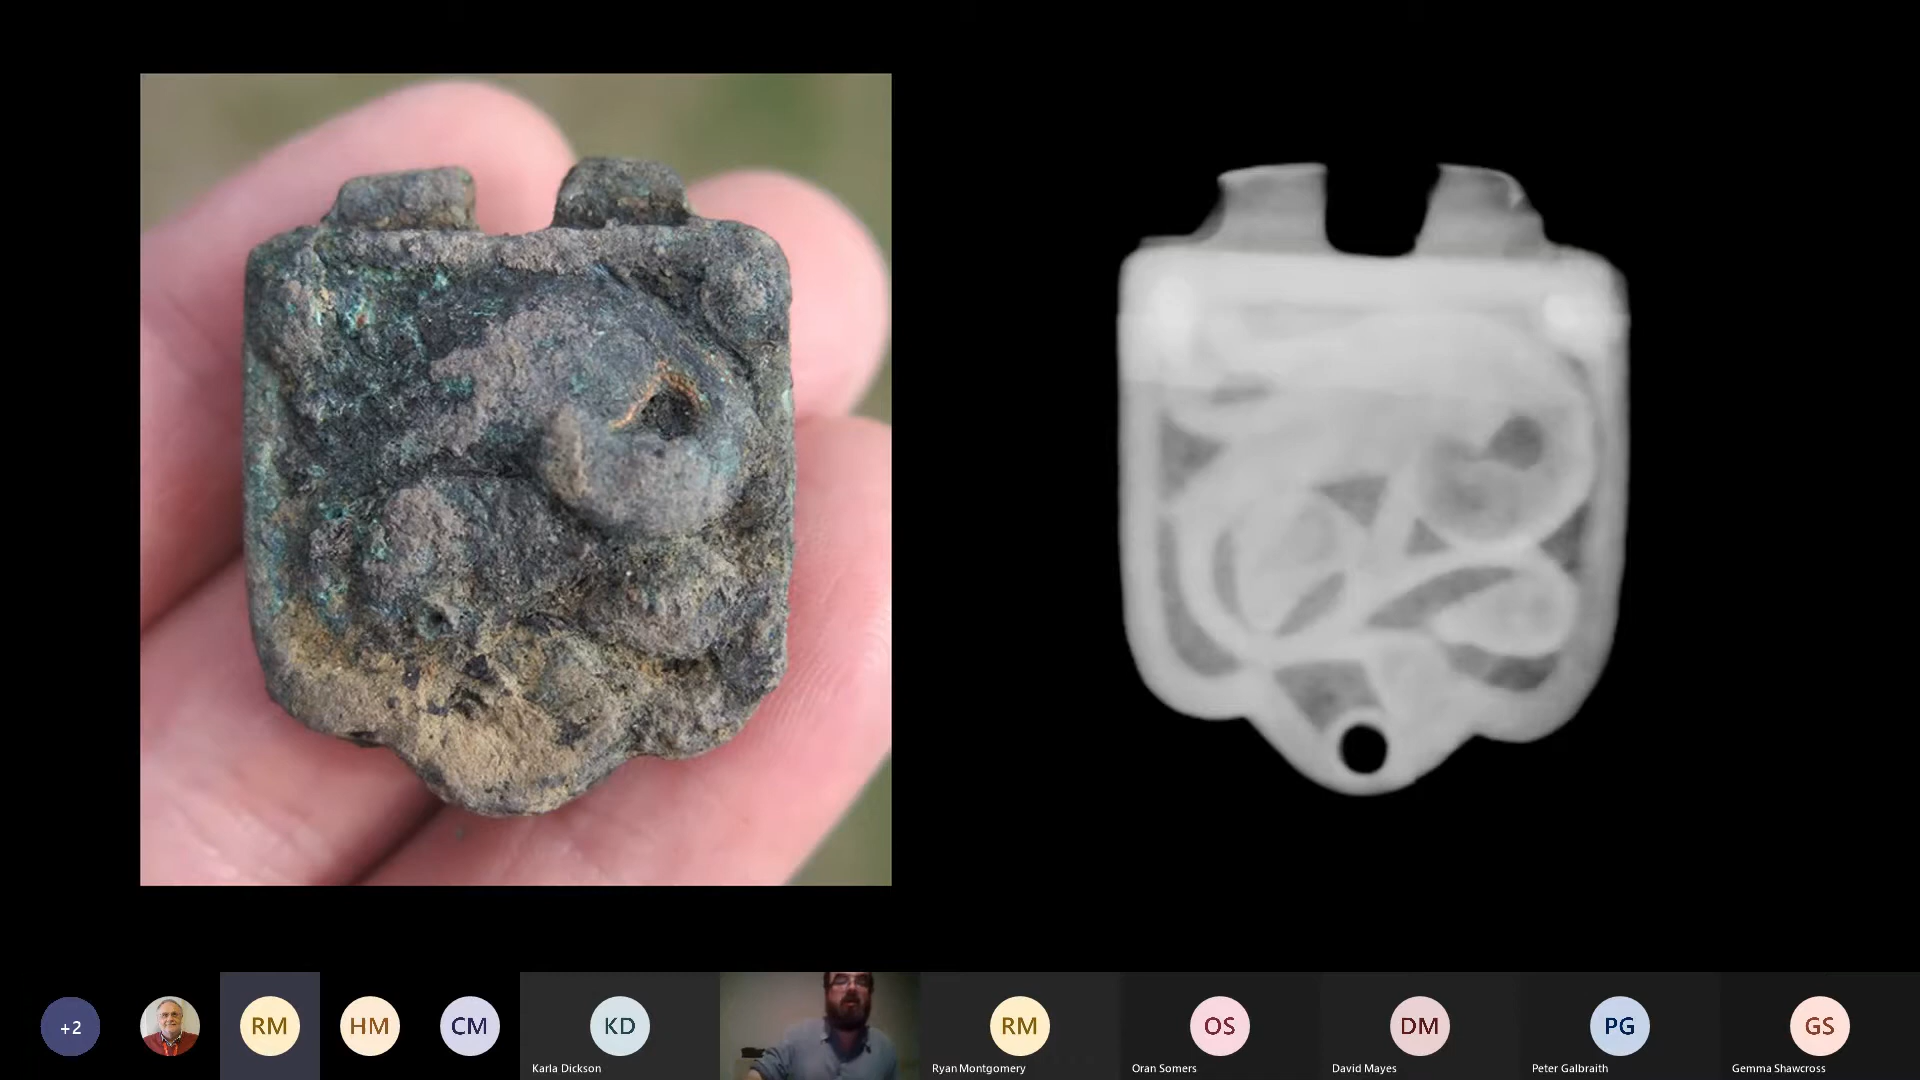 +2
RM
HM
CM
KD
Karla Dickson
RM
Ryan Montgomery
OS
Oran Somers
DM
David Mayes
PG
Peter Galbraith
GS
Gemma Shawcross